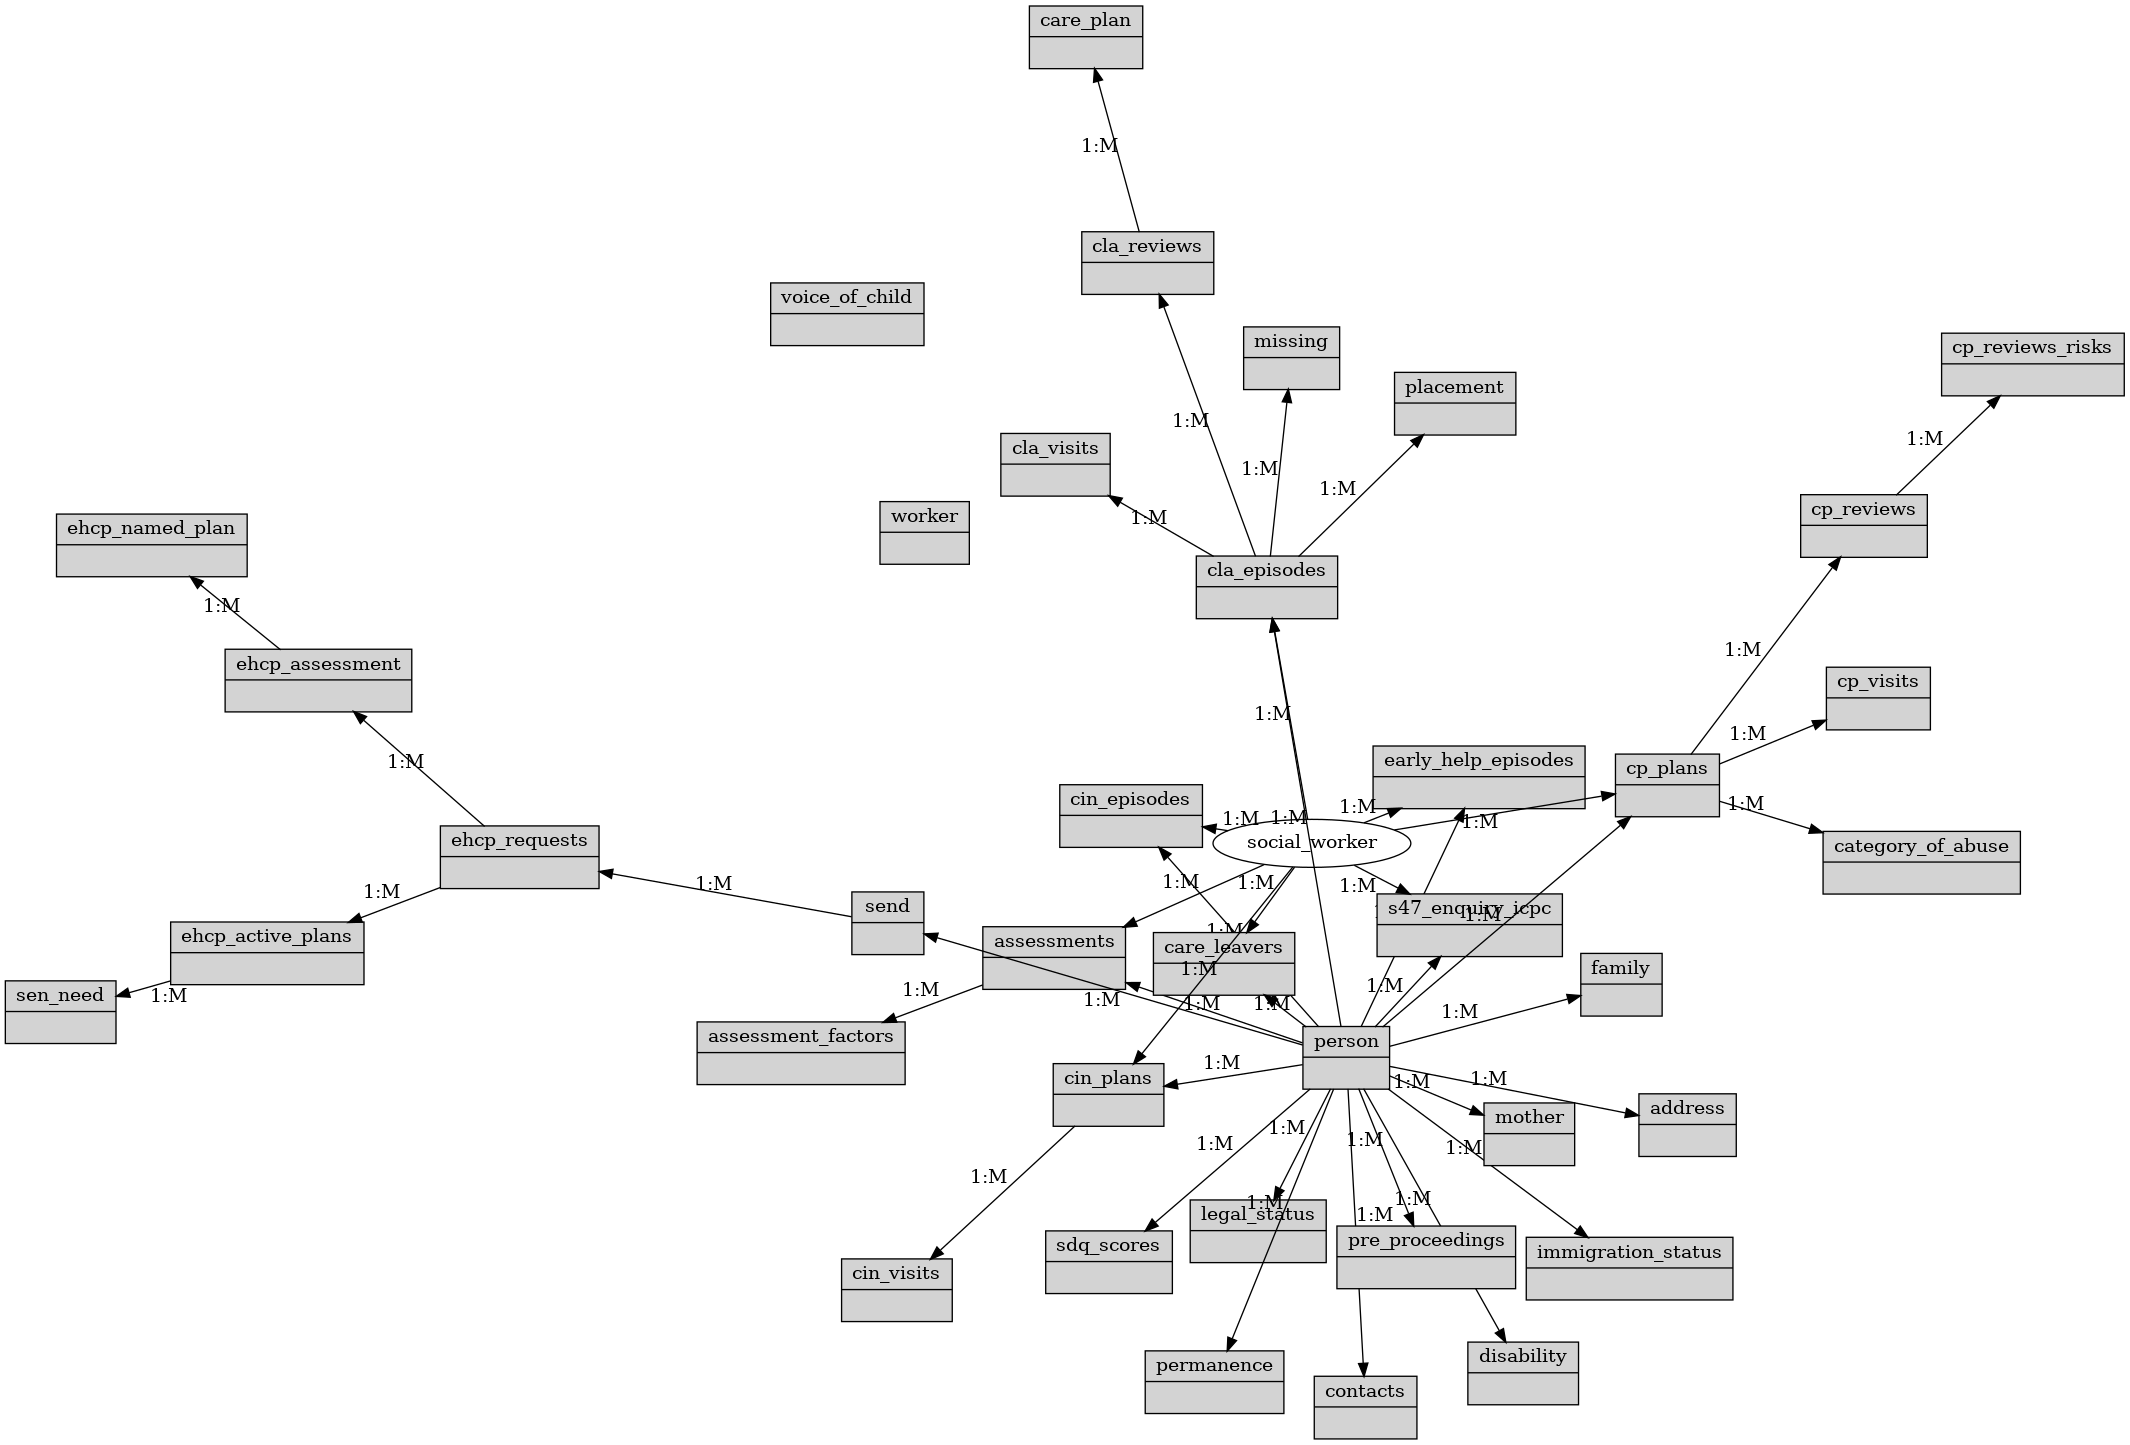 care_plan
1:M
cla_reviews
voice_of_child
missing
cp_reviews_risks
placement
1:M
1:M
cla_visits
1:M
1:M
cp_reviews
worker
1:M
ehcp_named_plan
cla_episodes
1:M
1:M
ehcp_assessment
cp_visits
1:M
1:M
early_help_episodes
1:M
cp_plans
cin_episodes
1:M
1:M
1:M
1:M
1:M
social_worker
ehcp_requests
category_of_abuse
1:M
1:M
1:M
1:M
1:M
send
s47_enquiry_icpc
1:M
1:M
ehcp_active_plans
assessments
care_leavers
family
1:M
1:M
1:M
sen_need
1:M
1:M
1:M
1:M
1:M
assessment_factors
person
1:M
cin_plans
1:M
1:M
address
mother
1:M
1:M
1:M
1:M
1:M
1:M
1:M
legal_status
1:M
pre_proceedings
sdq_scores
immigration_status
cin_visits
disability
permanence
contacts